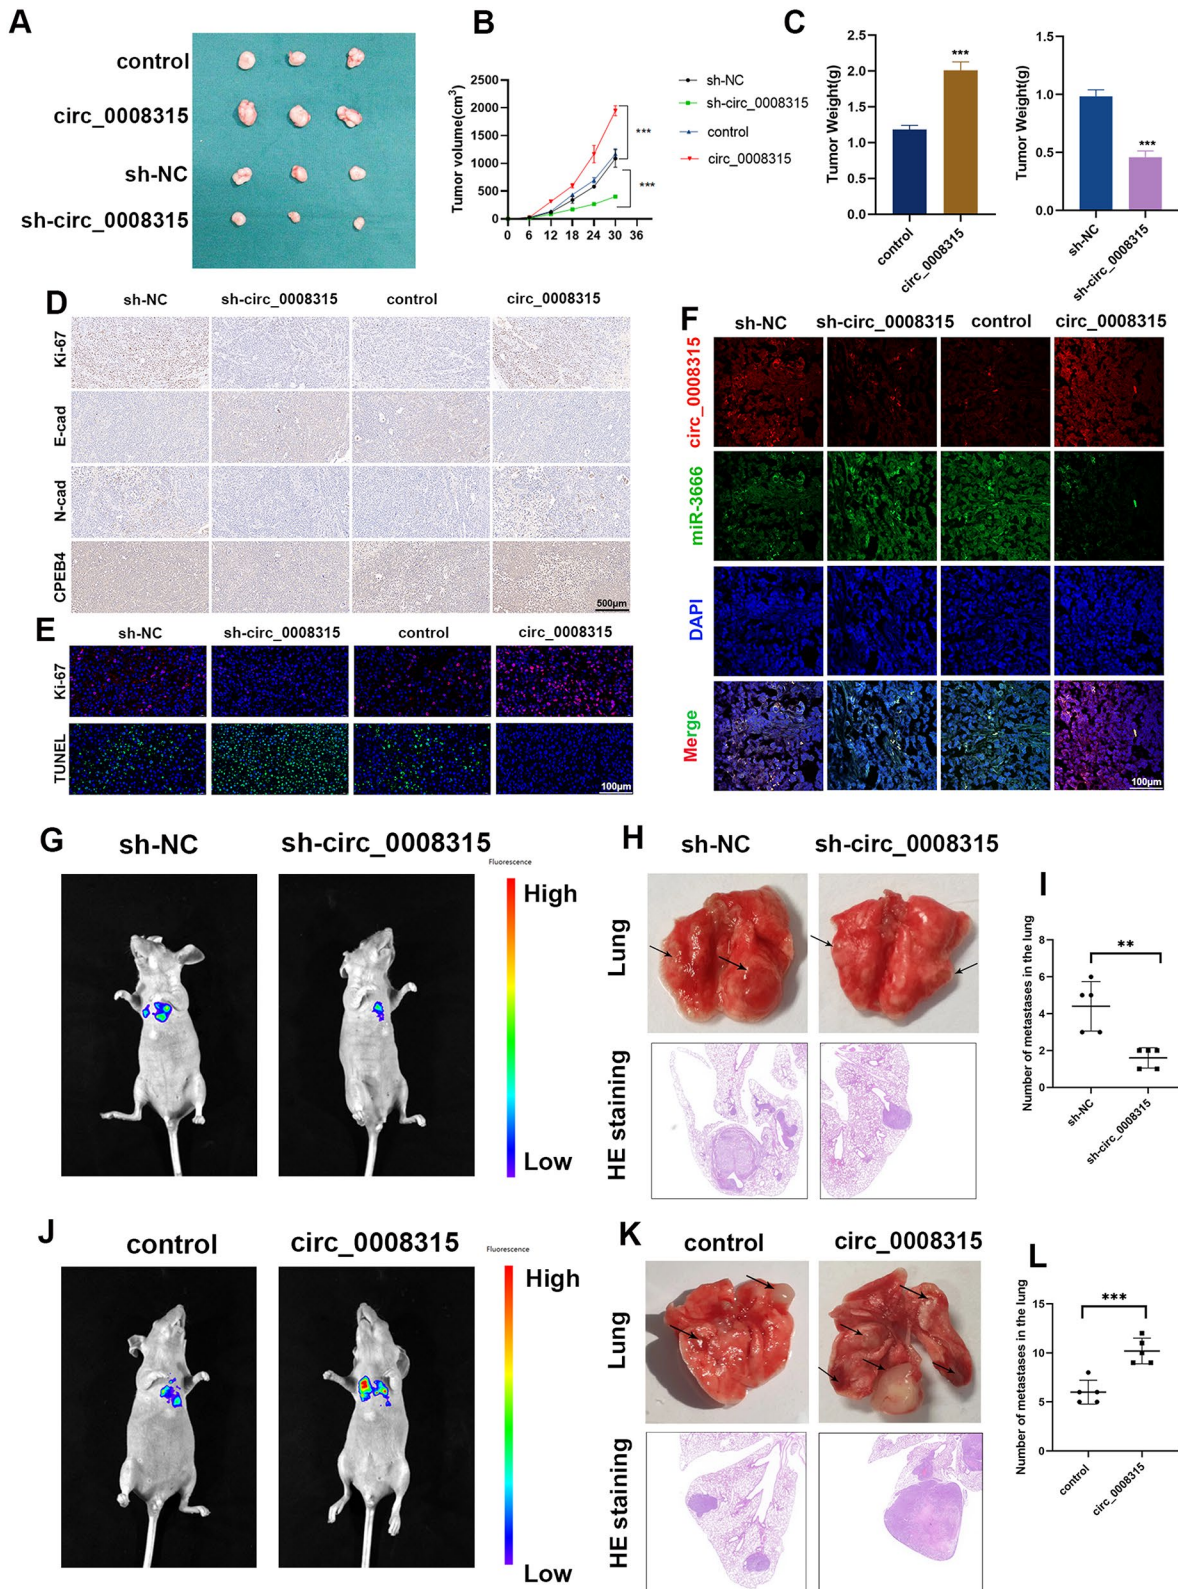 A
control
circ_0008315
sh-NC
sh-circ_0008315
B
Tumor volume(cm3)
2500
2000
1500
1000
500
0
0 6 12 18 24 30 36
***
***
sh-NC
sh-circ_0008315
control
circ_0008315
C
Tumor Weight(g)
2.5
2.0
1.5
1.0
0.5
0.0
***
control
circ_0008315
Tumor Weight(g)
1.5
1.0
0.5
0.0
***
sh-NC
sh-circ_0008315
D
sh-NC sh-circ_0008315 control circ_0008315
Ki-67
E-cad
N-cad
CPEB4
500μm
E
sh-NC sh-circ_0008315 control circ_0008315
Ki-67
TUNEL
100μm
F
sh-NC sh-circ_0008315 control circ_0008315
circ_0008315
miR-3666
DAPI
Merge
100μm
G
sh-NC sh-circ_0008315
Fluorescence
High
Low
H
sh-NC sh-circ_0008315
Lung
HE staining
I
Number of metastases in the lung
8
6
4
2
0
**
sh-NC
sh-circ_0008315
J
control circ_0008315
Fluorescence
High
Low
K
control circ_0008315
Lung
HE staining
L
Number of metastases in the lung
15
10
5
0
***
control
circ_0008315